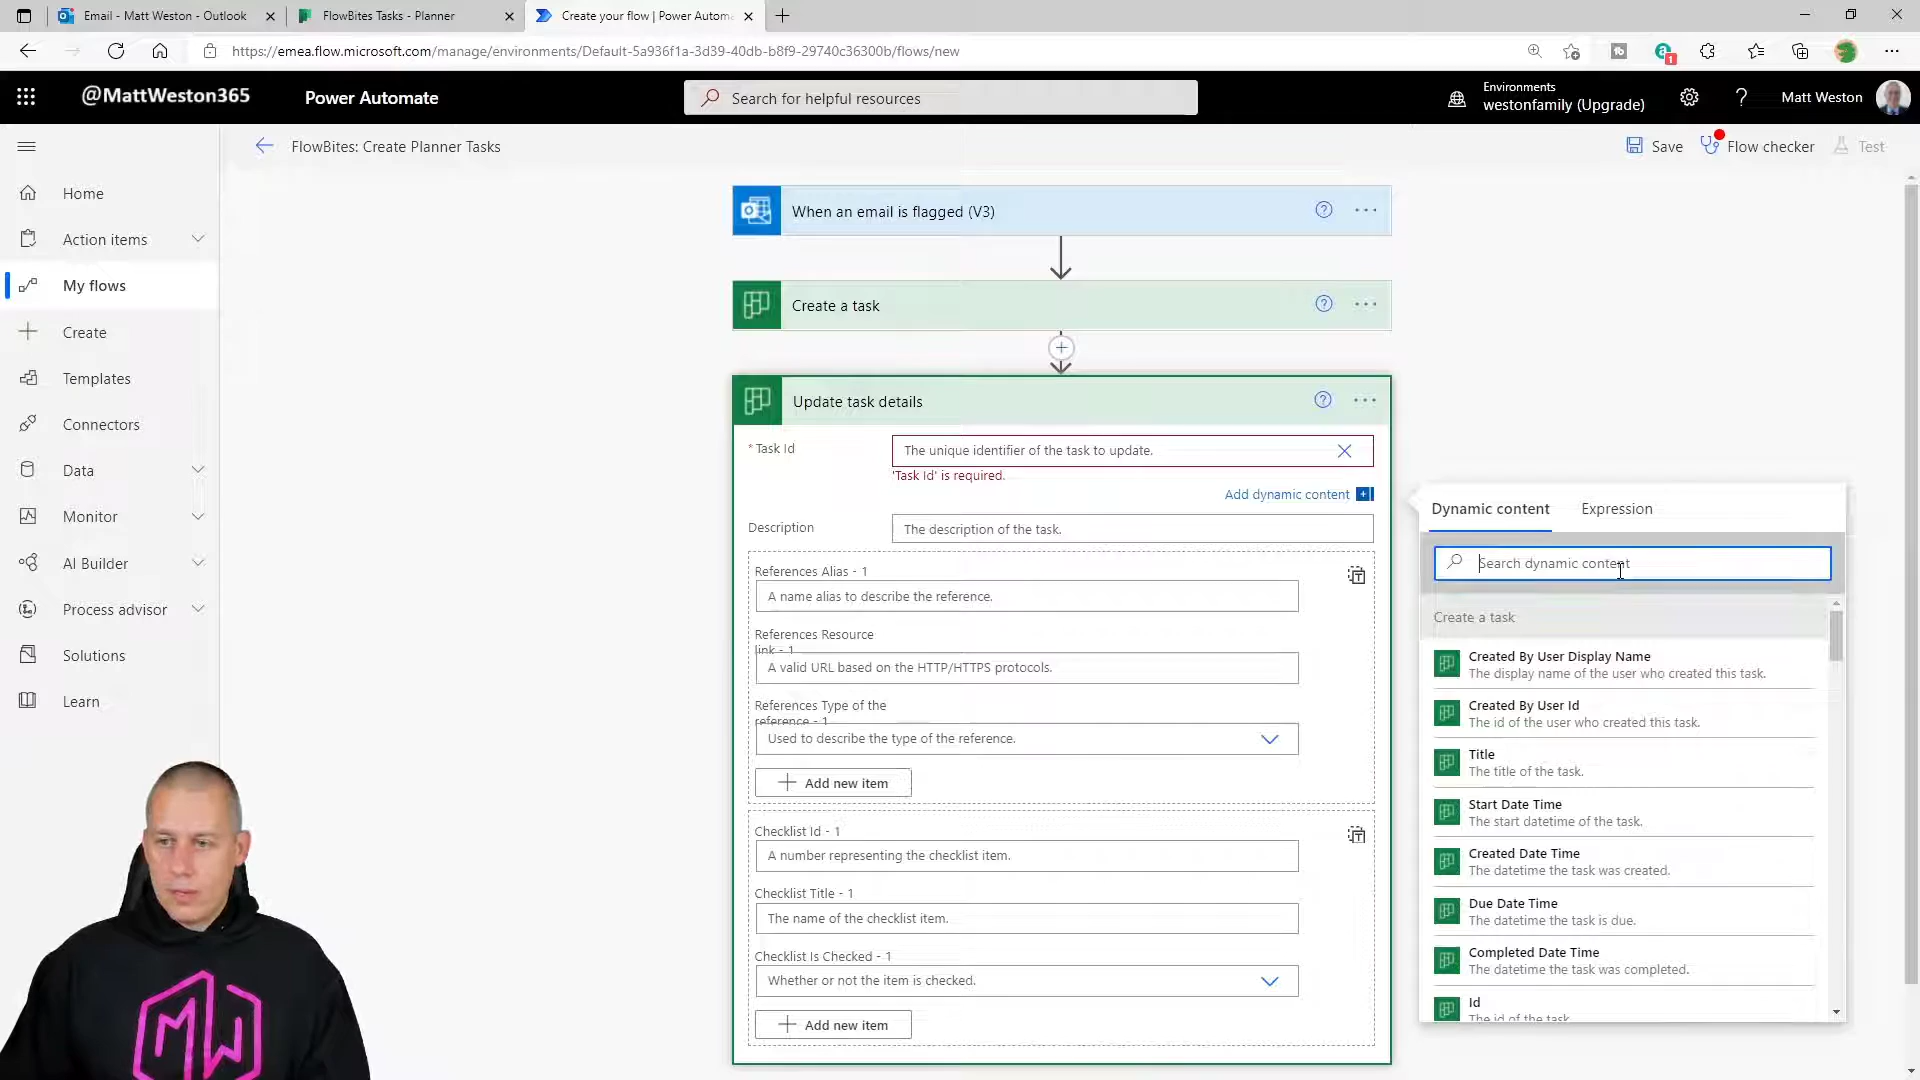 Email - Matt Weston - Outlook
FlowBites Tasks - Planner
Create your flow | Power Automa
https://emea.flow.microsoft.com/manage/environments/Default-5a936f1a-3d39-40db-b8f9-29740c36300b/flows/new
1
@MattWeston365
Power Automate
Search for helpful resources
Environments
westonfamily (Upgrade)
Matt Weston
FlowBites: Create Planner Tasks
Save
Flow checker
Test
Home
Action items
My flows
Create
Templates
Connectors
Data
Monitor
AI Builder
Process advisor
Solutions
Learn
When an email is flagged (V3)
Create a task
Update task details
* Task Id
The unique identifier of the task to update.
'Task Id' is required.
Add dynamic content
Description
The description of the task.
References Alias - 1
A name alias to describe the reference.
References Resource
link - 1
A valid URL based on the HTTP/HTTPS protocols.
References Type of the
reference - 1
Used to describe the type of the reference.
Add new item
Checklist Id - 1
A number representing the checklist item.
Checklist Title - 1
The name of the checklist item.
Checklist Is Checked - 1
Whether or not the item is checked.
Add new item
Dynamic content
Expression
Search dynamic content
Create a task
Created By User Display Name
The display name of the user who created this task.
Created By User Id
The id of the user who created this task.
Title
The title of the task.
Start Date Time
The start datetime of the task.
Created Date Time
The datetime the task was created.
Due Date Time
The datetime the task is due.
Completed Date Time
The datetime the task was completed.
Id
The id of the task
MW